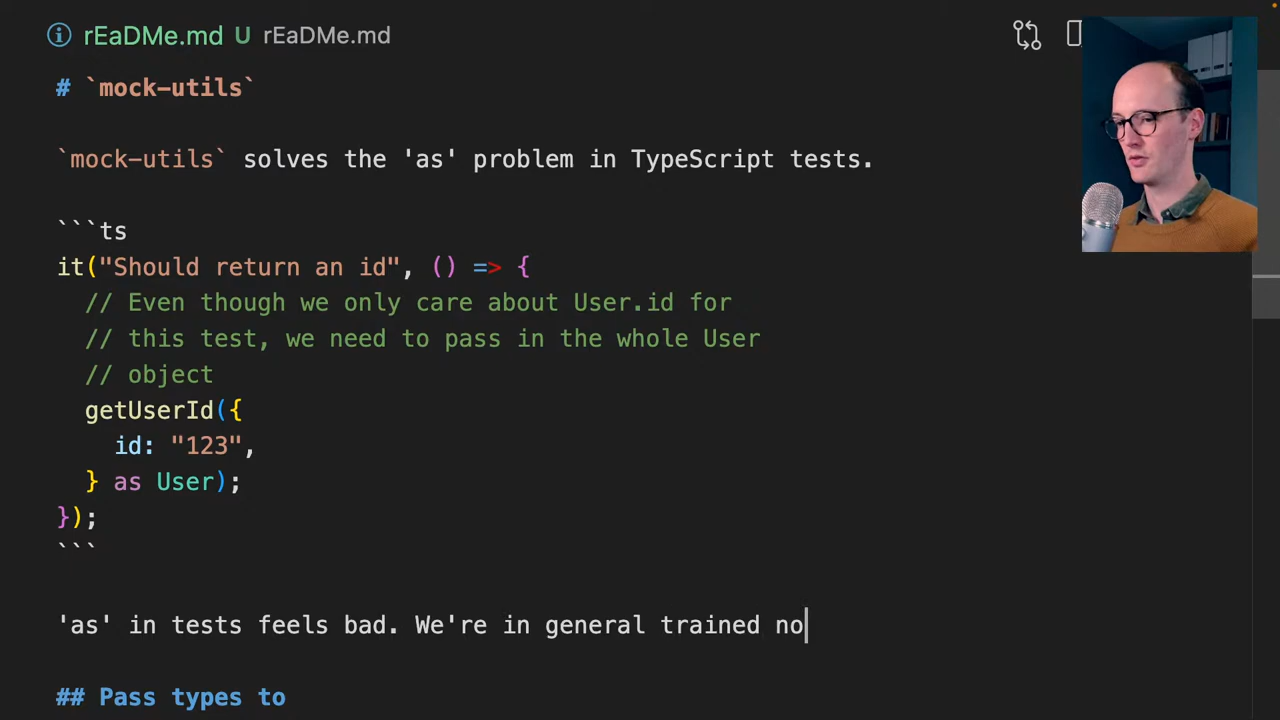 rEaDMe.md U rEaDMe.md
# `mock-utils`
`mock-utils` solves the 'as' problem in TypeScript tests.
```ts
it("Should return an id", () => {
// Even though we only care about User.id for
// this test, we need to pass in the whole User
// object
getUserId({
id: "123",
} as User);
});
```
'as' in tests feels bad. We're in general trained no
## Pass types to